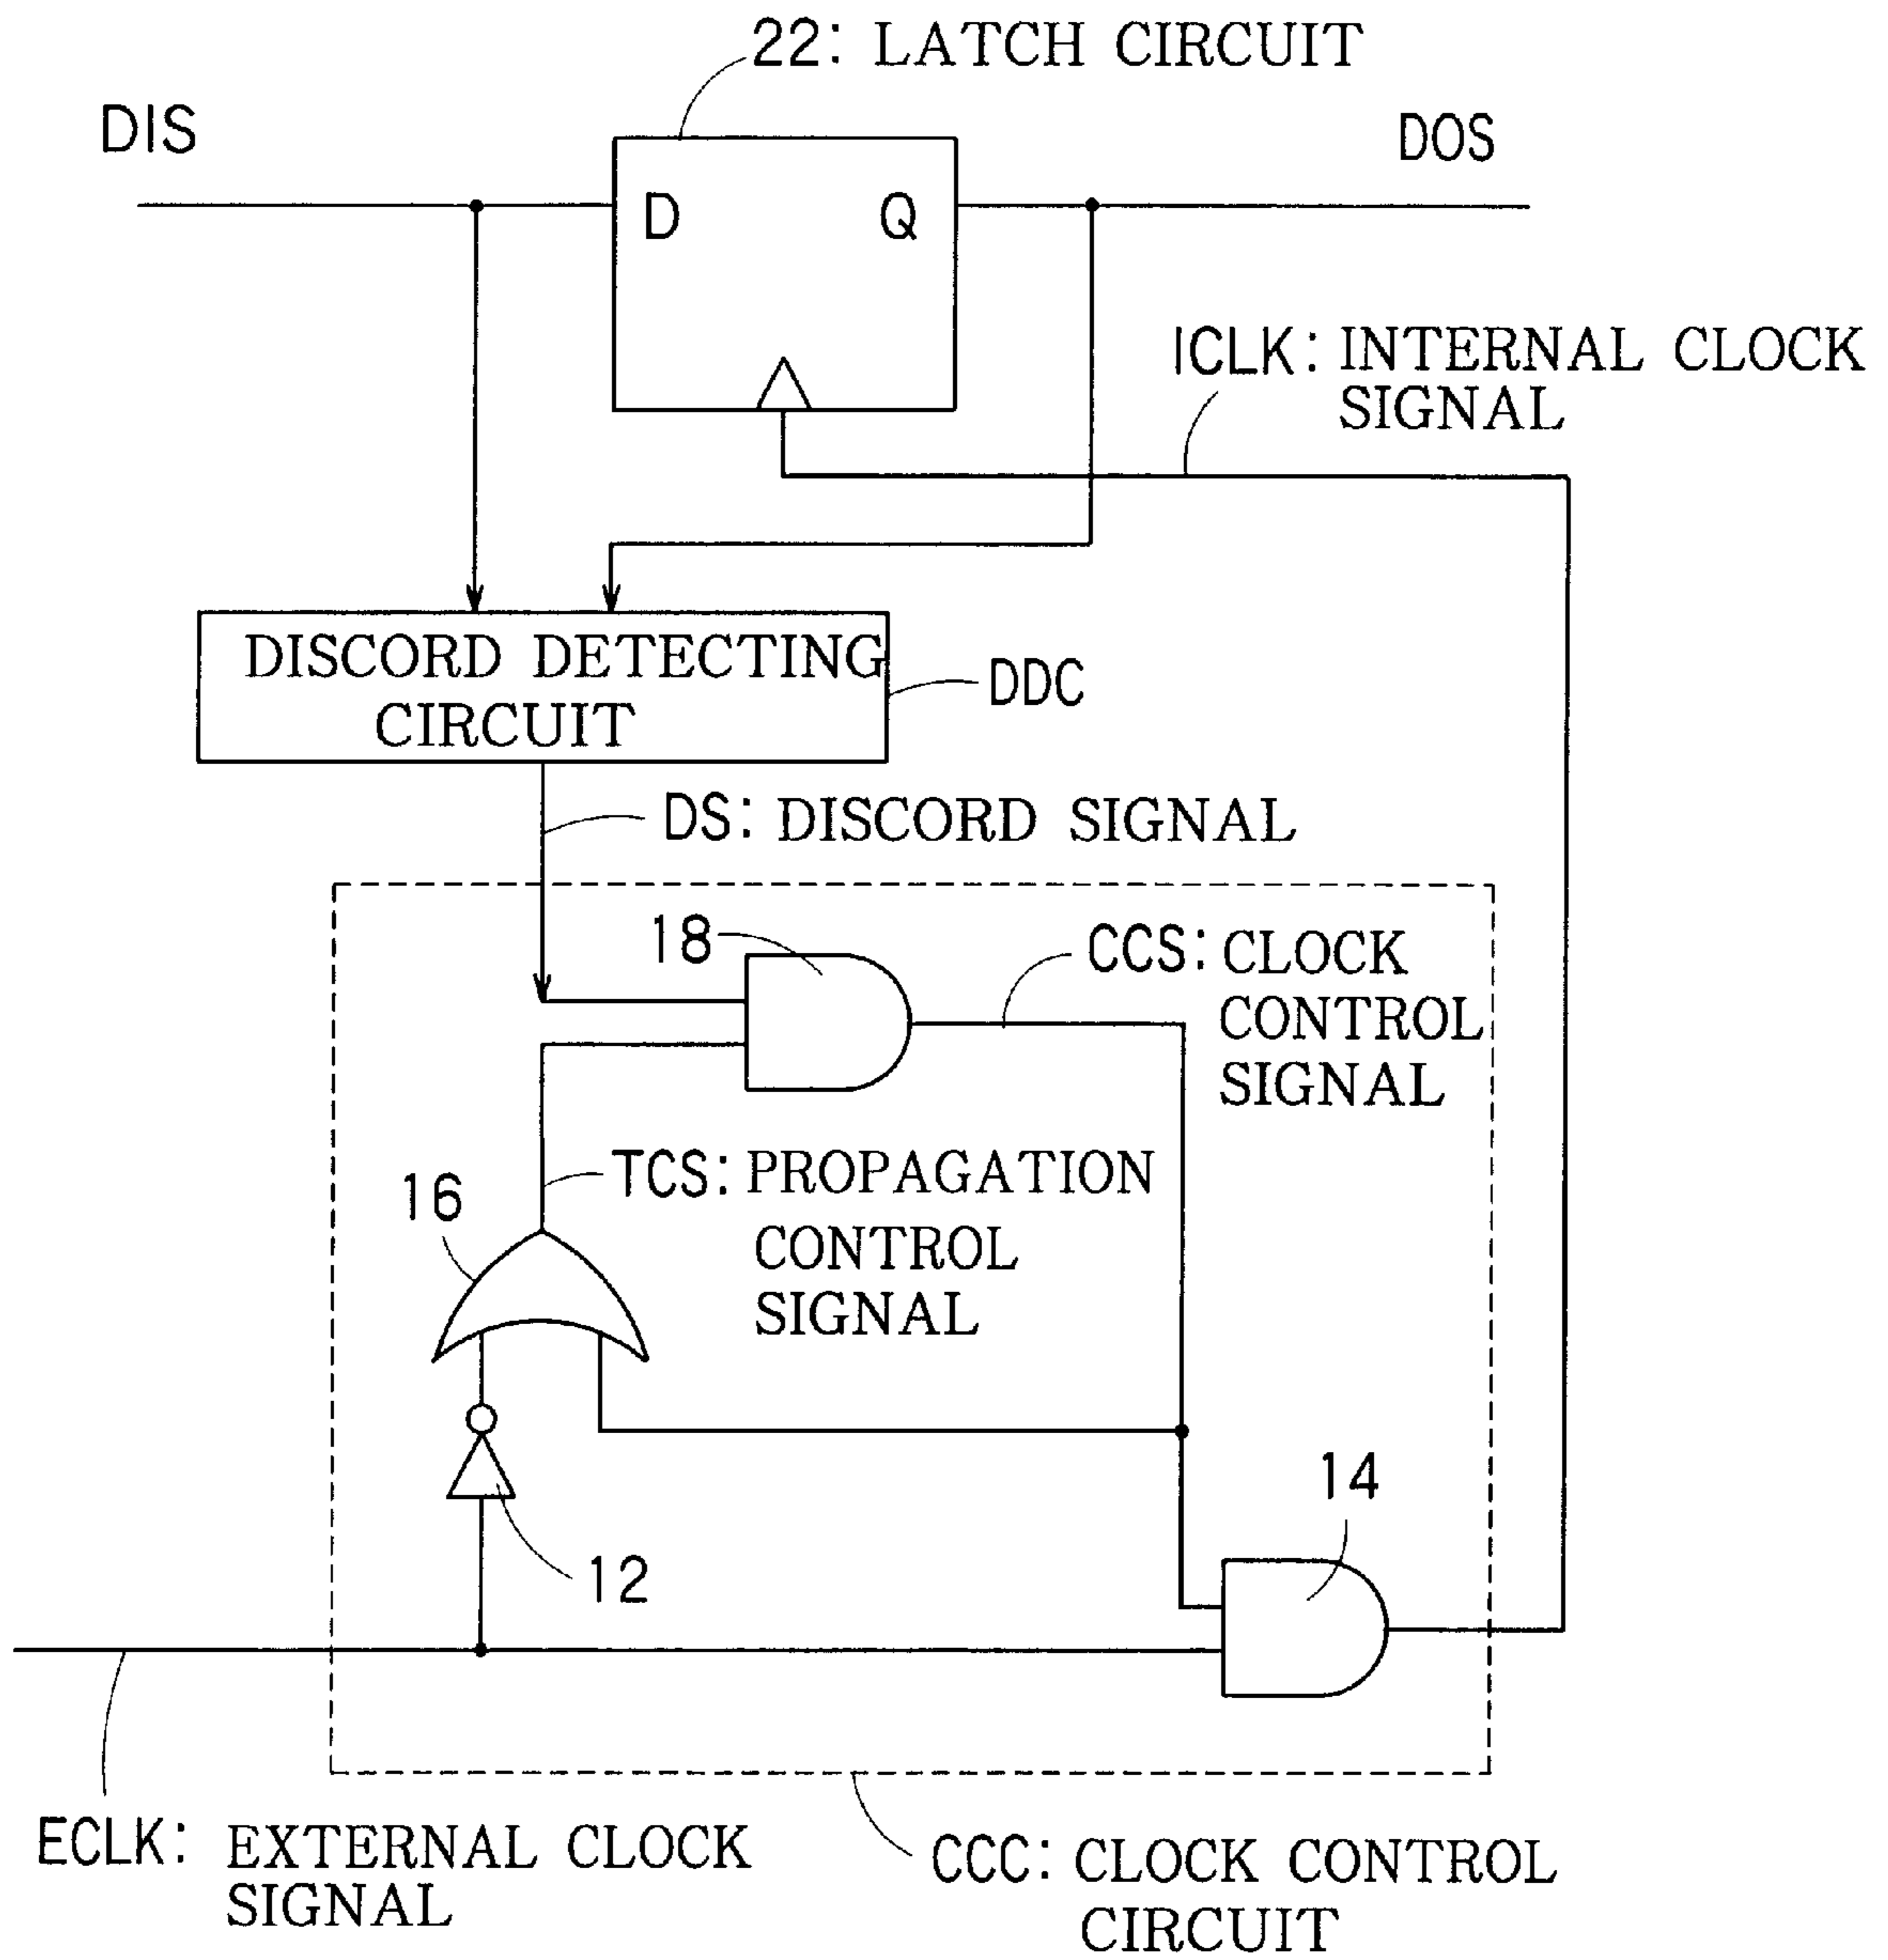 22: LATCH CIRCUIT
DIS
DOS
D
Q
ICLK: INTERNAL CLOCK
SIGNAL
DISCORD DETECTING
CIRCUIT
DDC
DS: DISCORD SIGNAL
18
CCS: CLOCK
CONTROL
SIGNAL
TCS: PROPAGATION
CONTROL
SIGNAL
16
14
12
ECLK: EXTERNAL CLOCK
SIGNAL
CCC: CLOCK CONTROL
CIRCUIT